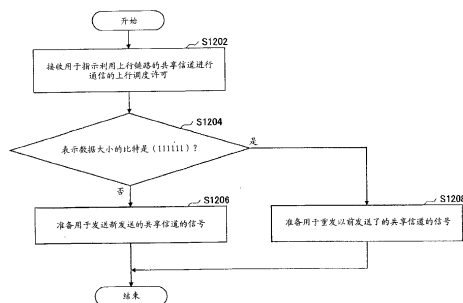 开始
S1202
接收用于指示利用上行链路的共享信道进行
通信的上行调度许可
S1204
表示数据大小的比特是（111111）？
是
否
S1206
准备用于发送新发送的共享信道的信号
S1208
准备用于重发以前发送了的共享信道的信号
结束